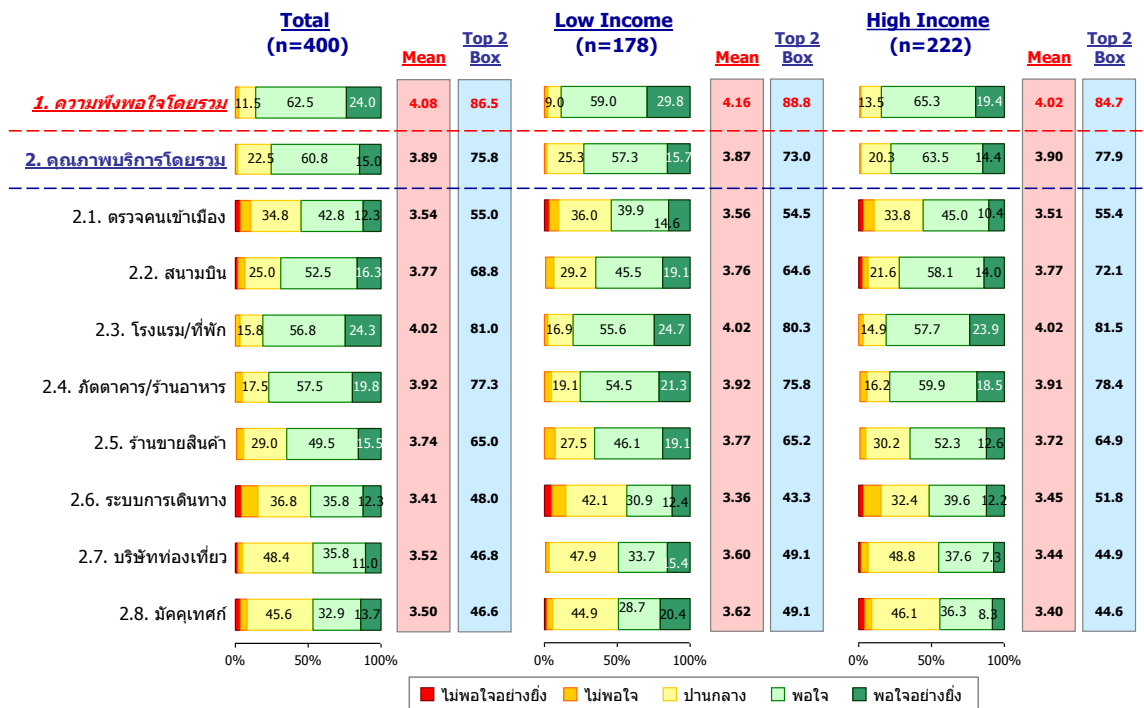 Total Low Income High Income
(n=400) (n=178) (n=222)
Mean Top 2 Box Mean Top 2 Box Mean Top 2 Box
1. ความพึงพอใจโดยรวม 11.5 62.5 24.0 4.08 86.5 9.0 59.0 29.8 4.16 88.8 13.5 65.3 19.4 4.02 84.7
2. คุณภาพบริการโดยรวม 22.5 60.8 15.0 3.89 75.8 25.3 57.3 15.7 3.87 73.0 20.3 63.5 14.4 3.90 77.9
2.1. ตรวจคนเข้าเมือง 34.8 42.8 12.3 3.54 55.0 36.0 39.9 14.6 3.56 54.5 33.8 45.0 10.4 3.51 55.4
2.2. สนามบิน 25.0 52.5 16.3 3.77 68.8 29.2 45.5 19.1 3.76 64.6 21.6 58.1 14.0 3.77 72.1
2.3. โรงแรม/ที่พัก 15.8 56.8 24.3 4.02 81.0 16.9 55.6 24.7 4.02 80.3 14.9 57.7 23.9 4.02 81.5
2.4. ภัตตาคาร/ร้านอาหาร 17.5 57.5 19.8 3.92 77.3 19.1 54.5 21.3 3.92 75.8 16.2 59.9 18.5 3.91 78.4
2.5. ร้านขายสินค้า 29.0 49.5 15.5 3.74 65.0 27.5 46.1 19.1 3.77 65.2 30.2 52.3 12.6 3.72 64.9
2.6. ระบบการเดินทาง 36.8 35.8 12.3 3.41 48.0 42.1 30.9 12.4 3.36 43.3 32.4 39.6 12.2 3.45 51.8
2.7. บริษัทท่องเที่ยว 48.4 35.8 11.0 3.52 46.8 47.9 33.7 15.4 3.60 49.1 48.8 37.6 7.3 3.44 44.9
2.8. มัคคุเทศก์ 45.6 32.9 13.7 3.50 46.6 44.9 28.7 20.4 3.62 49.1 46.1 36.3 8.3 3.40 44.6
0% 100% 0% 100% 0% 100%
ไม่พอใจอย่างยิ่ง ไม่พอใจ ปานกลาง พอใจ พอใจอย่างยิ่ง